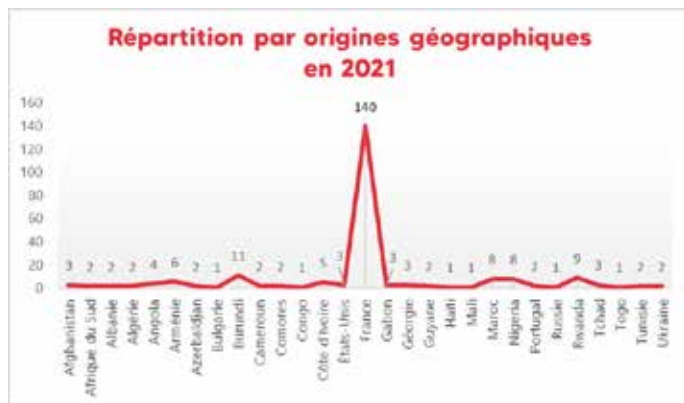 Répartition par origines géographiques
en 2021
160
140
120
100
80
60
40
20
0
3 2 2 2 4 6 2 1 11 2 2 1 5 3 140 3 3 2 1 1 8 8 2 1 9 3 1 2 2
Afghanistan
Afrique du Sud
Albanie
Algérie
Angola
Arménie
Azerbaïdjan
Bulgarie
Burundi
Cameroun
Comores
Congo
Côte d'Ivoire
États-Unis
France
Gabon
Géorgie
Guyane
Haïti
Mali
Maroc
Nigeria
Portugal
Russie
Rwanda
Tchad
Togo
Tunisie
Ukraine